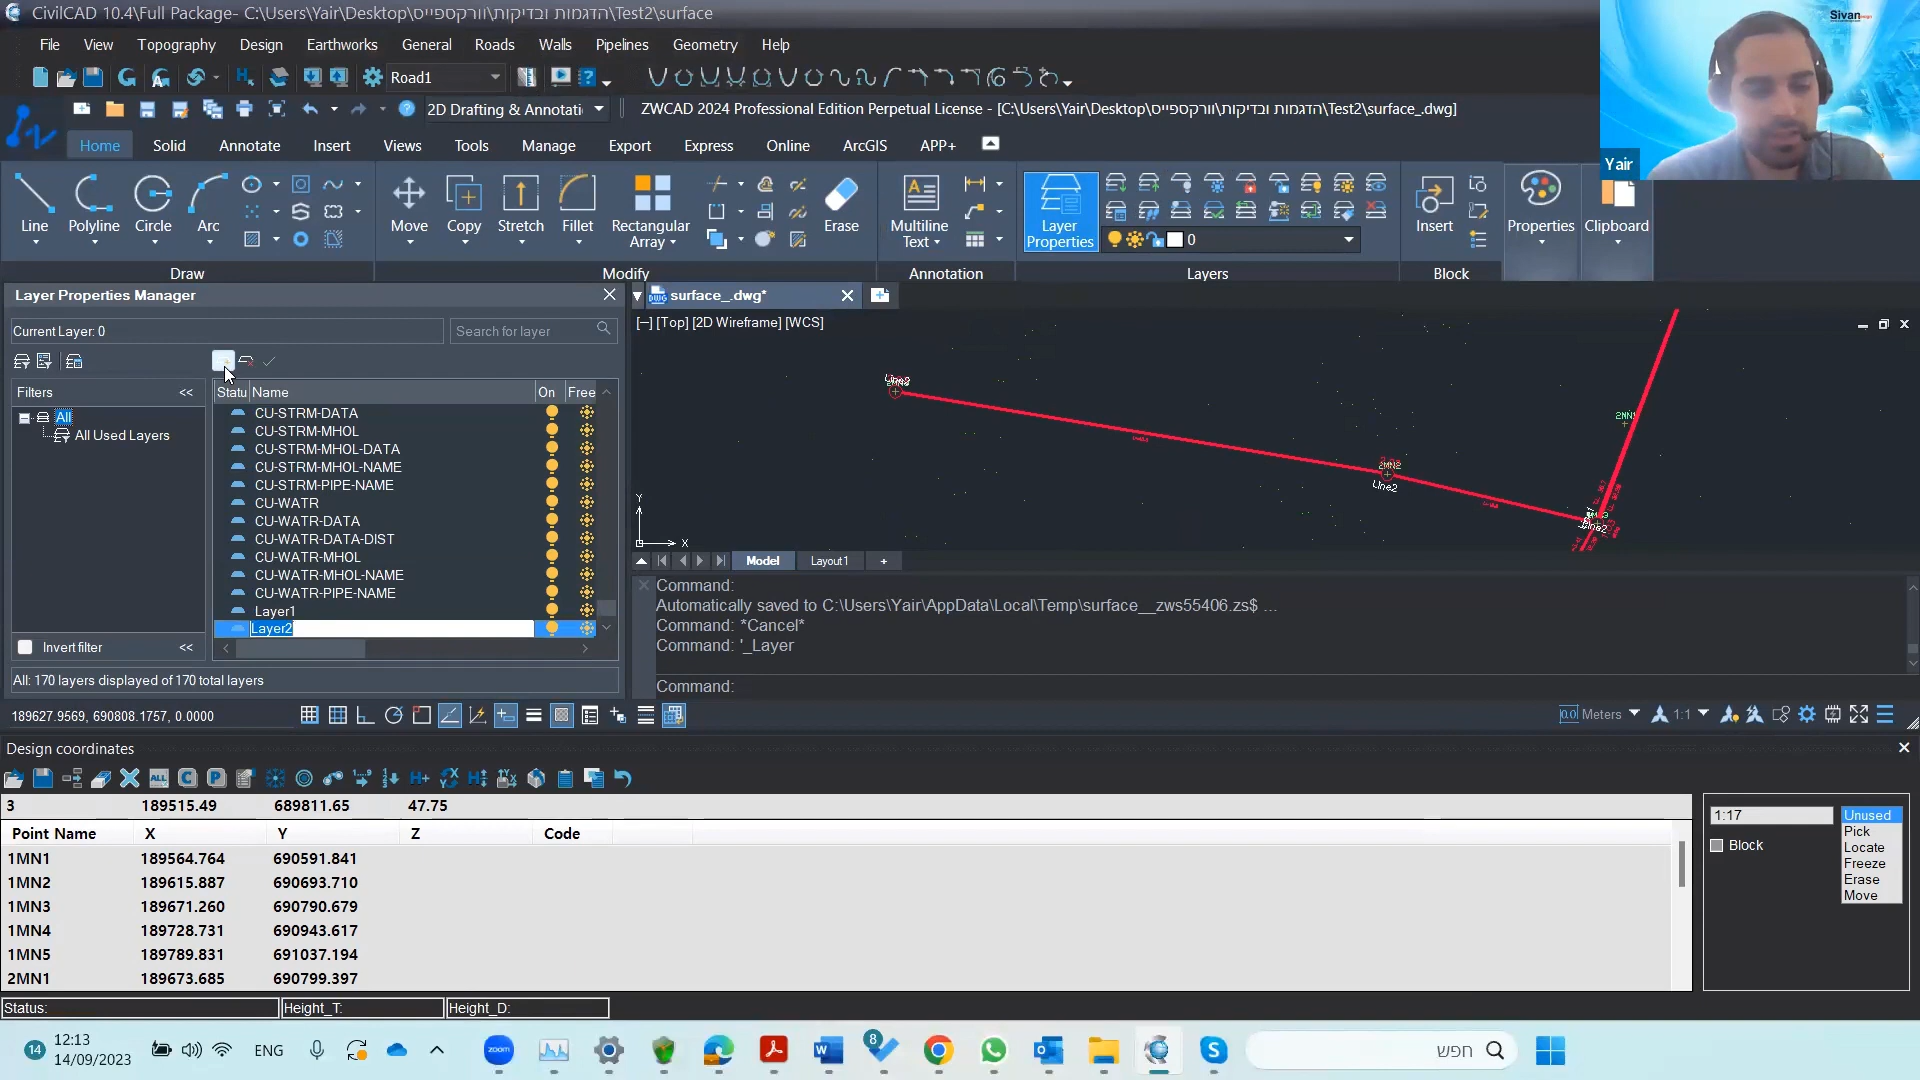 CivilCAD 10.4\Full Package- C:\Users\Yair\Desktop\הדגמות ובדיקות\וורקספייס\Test2\surface
Sivan
File View Topography Design Earthworks General Roads Walls Pipelines Geometry Help
Road1
2D Drafting & Annotati
ZWCAD 2024 Professional Edition Perpetual License - [C:\Users\Yair\Desktop\הדגמות ובדיקות\וורקספייס\Test2\surface_.dwg]
Home Solid Annotate Insert Views Tools Manage Export Express Online ArcGIS APP+
Yair
Line Polyline Circle Arc Move Copy Stretch Fillet Rectangular Array Erase Multiline Text Layer Properties 0 Insert Properties Clipboard
Draw Modify Annotation Layers Block
Layer Properties Manager
surface_.dwg*
Current Layer: 0
Search for layer
[─] [Top] [2D Wireframe] [WCS]
Filters <<
Statu Name On Free
All
All Used Layers
CU-STRM-DATA
CU-STRM-MHOL
CU-STRM-MHOL-DATA
CU-STRM-MHOL-NAME
CU-STRM-PIPE-NAME
CU-WATR
CU-WATR-DATA
CU-WATR-DATA-DIST
CU-WATR-MHOL
CU-WATR-MHOL-NAME
CU-WATR-PIPE-NAME
Layer1
Layer2
Invert filter <<
All: 170 layers displayed of 170 total layers
2MN2
Line2
Y
X
Model Layout1 +
Command:
Automatically saved to C:\Users\Yair\AppData\Local\Temp\surface__zws55406.zs$ ...
Command: *Cancel*
Command: '_Layer
Command:
189627.9569, 690808.1757, 0.0000
Meters 1:1
Design coordinates
ALL C P H+
3 189515.49 689811.65 47.75
Point Name X Y Z Code
1MN1 189564.764 690591.841
1MN2 189615.887 690693.710
1MN3 189671.260 690790.679
1MN4 189728.731 690943.617
1MN5 189789.831 691037.194
2MN1 189673.685 690799.397
1:17
Block
Unused
Pick
Locate
Freeze
Erase
Move
Status: Height_T: Height_D:
14
12:13
14/09/2023
ENG
zoom
8
חפש